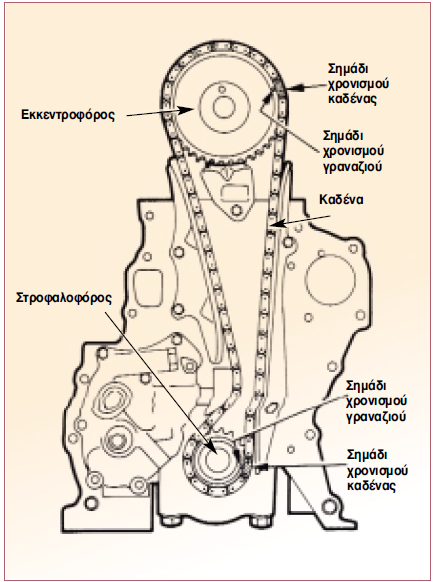 Σημάδι
χρονισμού
καδένας
Εκκεντροφόρος
Σημάδι
χρονισμού
γραναζιού
Καδένα
Στροφαλοφόρος
Σημάδι
χρονισμού
γραναζιού
Σημάδι
χρονισμού
καδένας